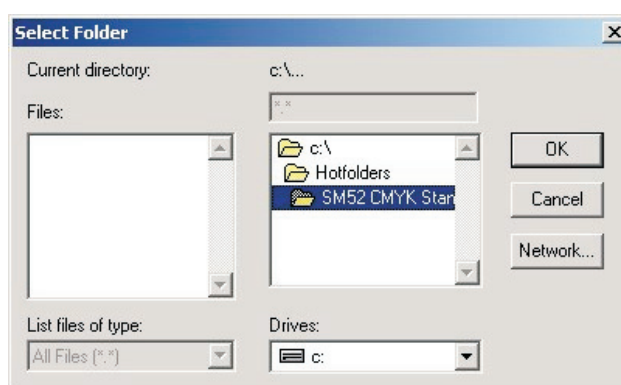 Select Folder
Current directory:
c:\...
Files:
*.*
c:\
Hotfolders
SM52 CMYK Stan
OK
Cancel
Network...
List files of type:
All Files (*.*)
Drives:
c: